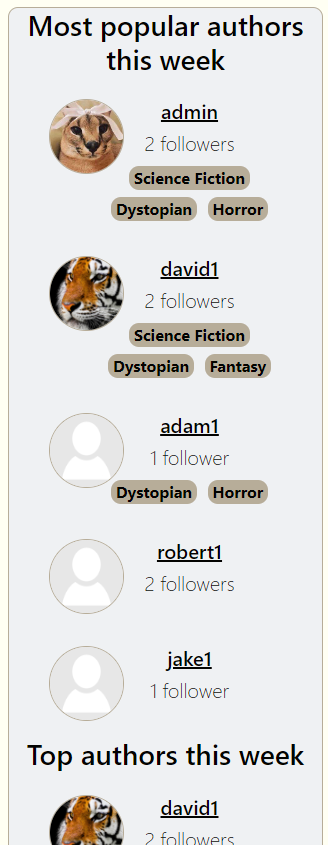 Most popular authors
this week
admin
2 followers
Science Fiction
Dystopian Horror
david1
2 followers
Science Fiction
Dystopian Fantasy
adam1
1 follower
Dystopian Horror
robert1
2 followers
jake1
1 follower
Top authors this week
david1
2 followers